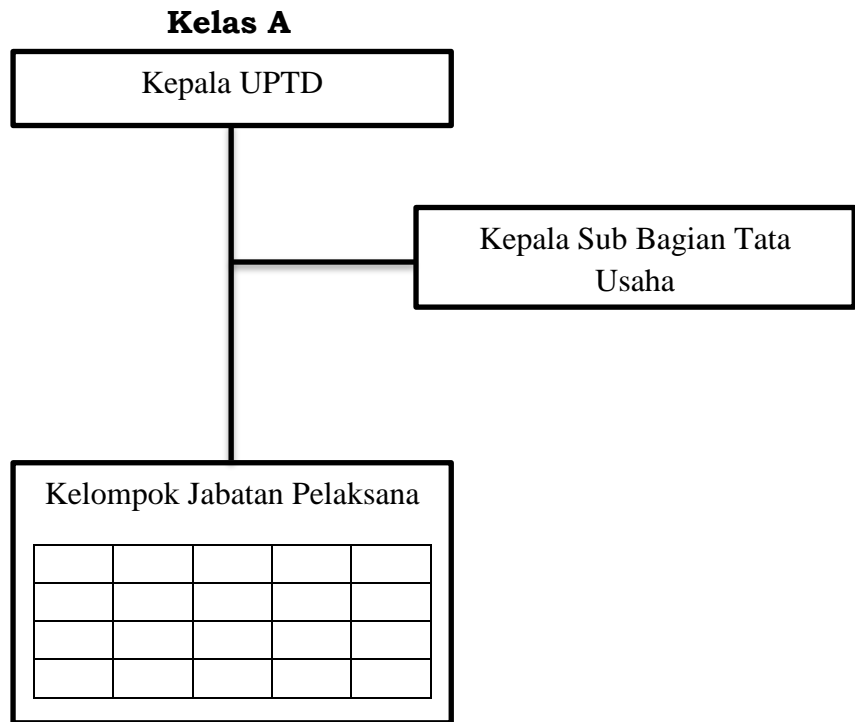 Kelas A
Kepala UPTD
Kepala Sub Bagian Tata
Usaha
Kelompok Jabatan Pelaksana